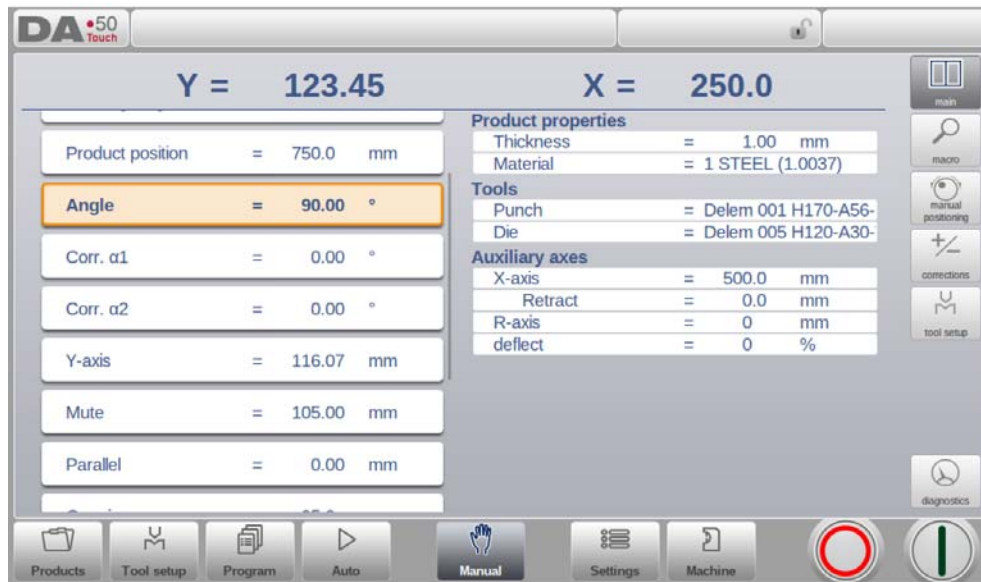 DA 50 Touch
Y = 123.45 X = 250.0
Product position = 750.0 mm
Angle = 90.00 °
Corr. α1 = 0.00 °
Corr. α2 = 0.00 °
Y-axis = 116.07 mm
Mute = 105.00 mm
Parallel = 0.00 mm
Product properties
Thickness = 1.00 mm
Material = 1 STEEL (1.0037)
Tools
Punch = Delem 001 H170-A56-
Die = Delem 005 H120-A30-
Auxiliary axes
X-axis = 500.0 mm
Retract = 0.0 mm
R-axis = 0 mm
deflect = 0 %
main
macro
manual
positioning
corrections
tool setup
diagnostics
Products Tool setup Program Auto Manual Settings Machine